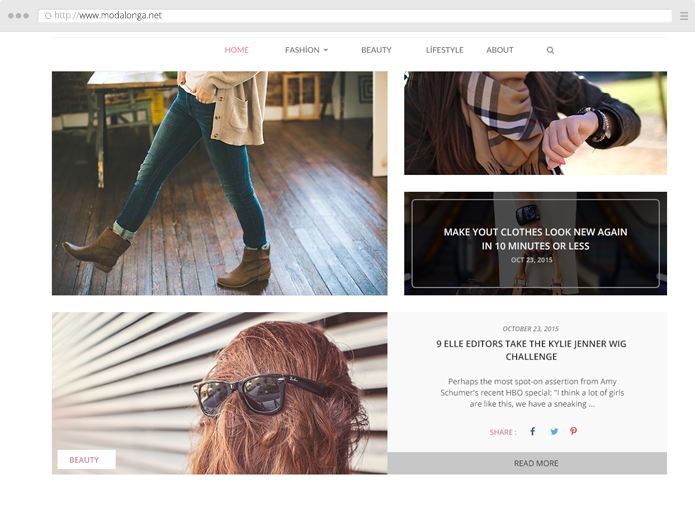 http://www.modalonga.net
HOME FASHİON BEAUTY LİFESTYLE ABOUT
MAKE YOUT CLOTHES LOOK NEW AGAIN
IN 10 MINUTES OR LESS
OCT 23, 2015
OCTOBER 23, 2015
9 ELLE EDITORS TAKE THE KYLIE JENNER WIG
CHALLENGE
Perhaps the most spot-on assertion from Amy
Schumer's recent HBO special: "I think a lot of girls
are like this, we have a sneaking ...
SHARE :
BEAUTY
READ MORE